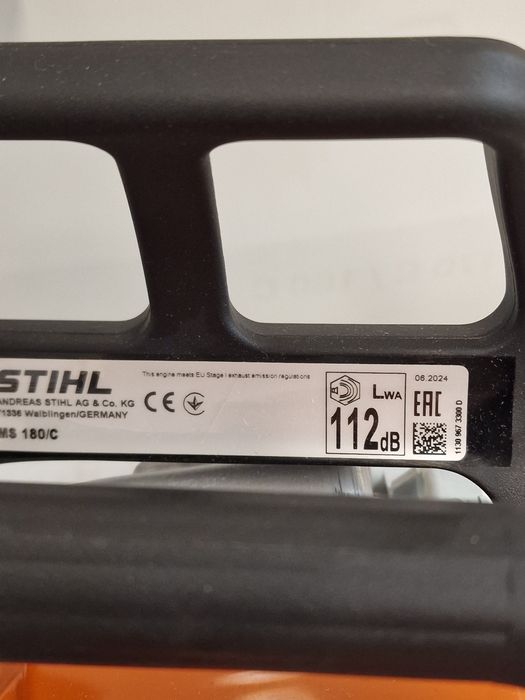 STIHL
ANDREAS STIHL AG & Co. KG
71336 Waiblingen/GERMANY
MS 180/C
This engine meets EU Stage I exhaust emission regulations
CE
LWA
112dB
06.2024
EAC
1130 967 3300 D